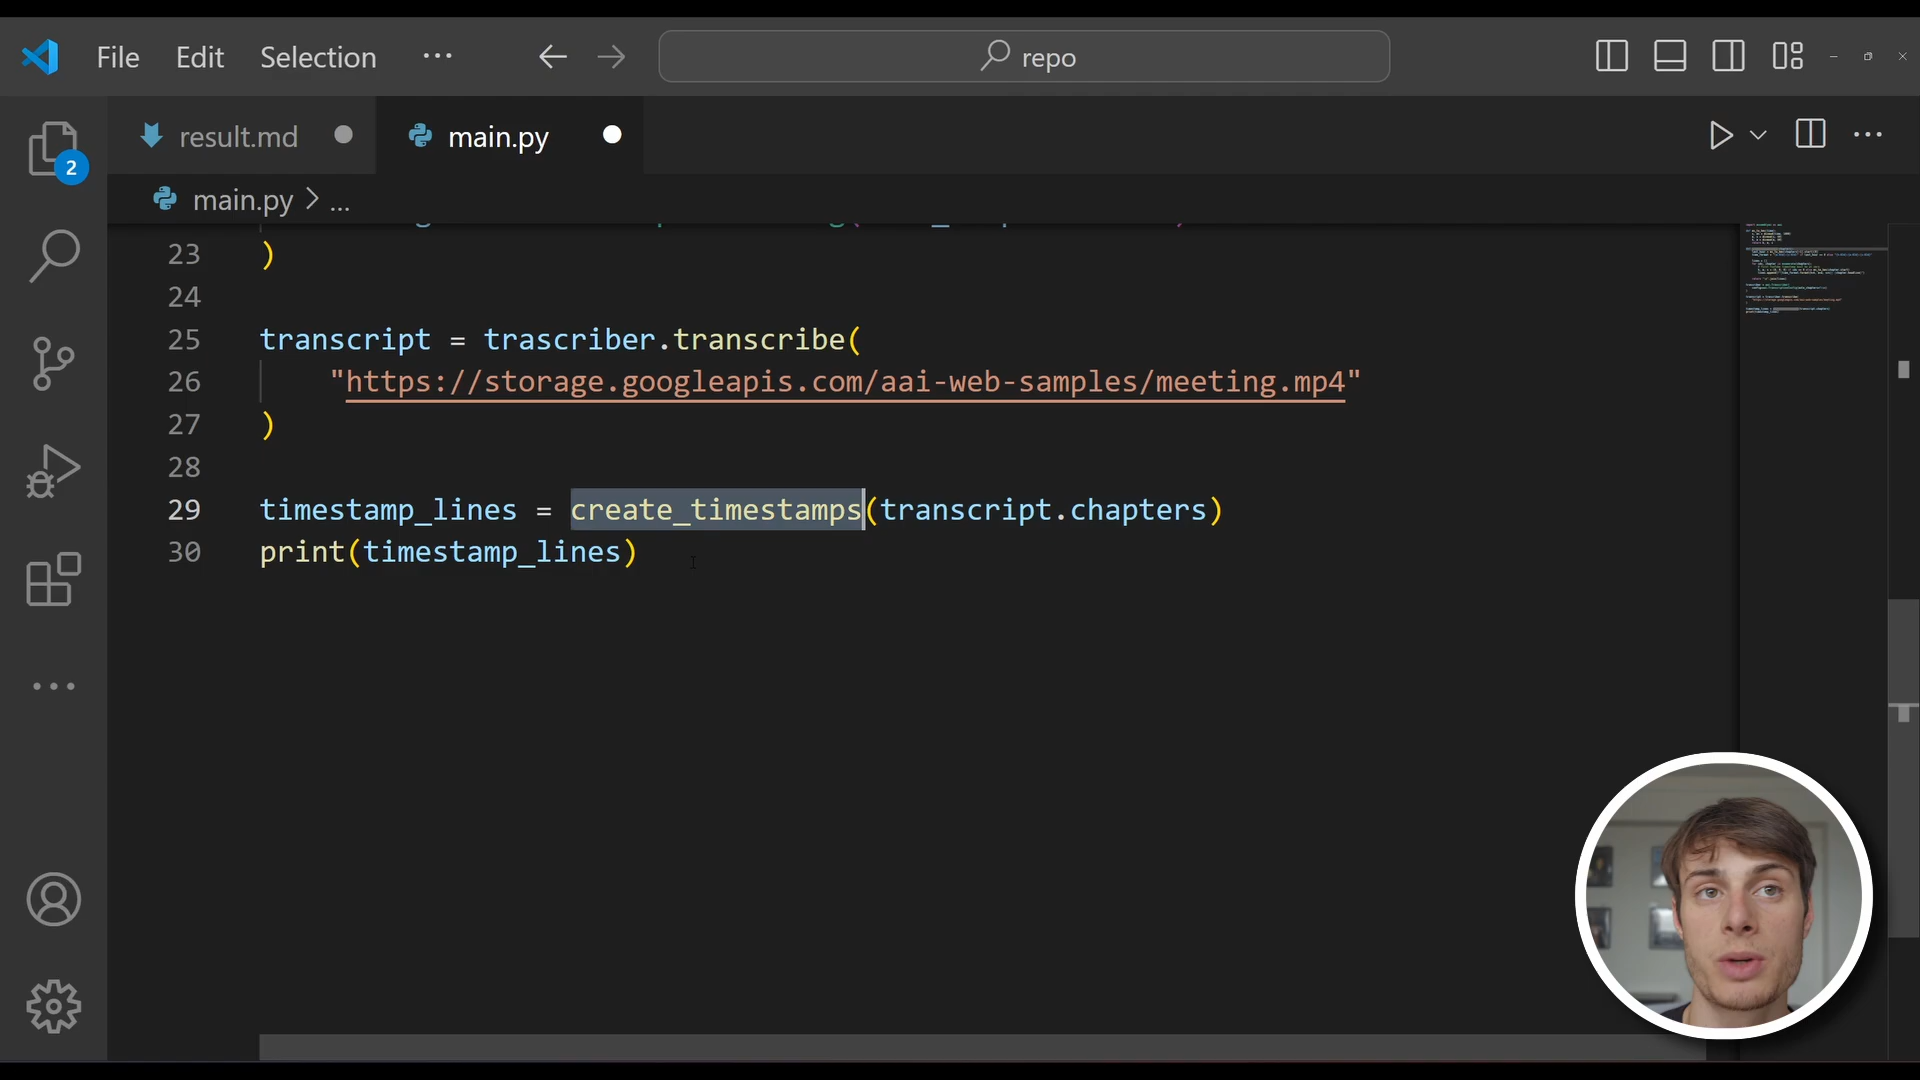 File Edit Selection ··· repo
result.md main.py
main.py > ...
23 )
24
25 transcript = trascriber.transcribe(
26 "https://storage.googleapis.com/aai-web-samples/meeting.mp4"
27 )
28
29 timestamp_lines = create_timestamps(transcript.chapters)
30 print(timestamp_lines)
2